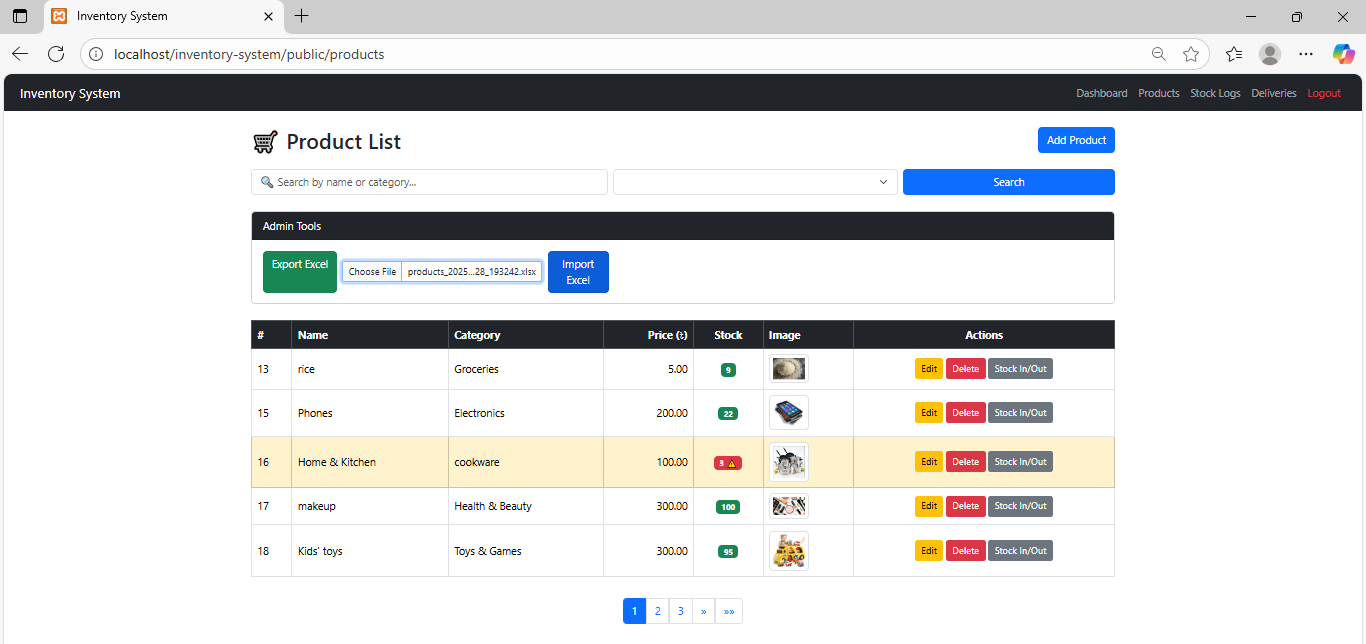 Inventory System
localhost/inventory-system/public/products
Inventory System
Dashboard Products Stock Logs Deliveries Logout
Product List
Add Product
Search by name or category...
Search
Admin Tools
Export Excel
Choose File products_2025...28_193242.xlsx
Import
Excel
# Name Category Price (₺) Stock Image Actions
13 rice Groceries 5.00 9 Edit Delete Stock In/Out
15 Phones Electronics 200.00 22 Edit Delete Stock In/Out
16 Home & Kitchen cookware 100.00 3 ⚠ Edit Delete Stock In/Out
17 makeup Health & Beauty 300.00 100 Edit Delete Stock In/Out
18 Kids' toys Toys & Games 300.00 95 Edit Delete Stock In/Out
1 2 3 » »»